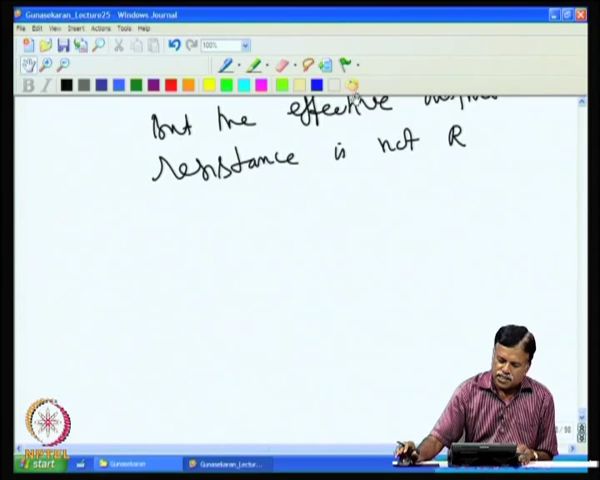 Gunasekaran_Lecture25 - Windows Journal
File Edit View Insert Actions Tools Help
100%
B I
But the effective
resistance is not R
NPTEL
start Gunasekaran Gunasekaran_Lectur...